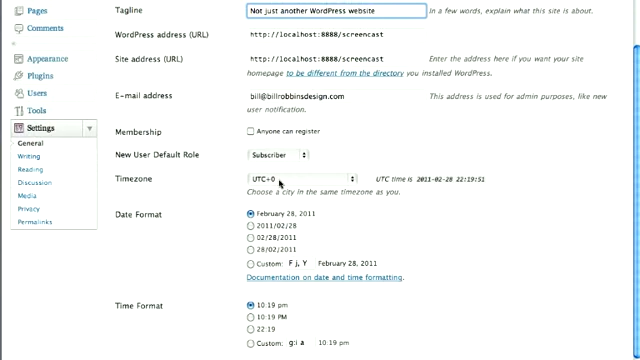 Pages
Comments
Appearance
Plugins
Users
Tools
Settings
General
Writing
Reading
Discussion
Media
Privacy
Permalinks
Tagline
Not just another WordPress website
In a few words, explain what this site is about.
WordPress address (URL)
http://localhost:8888/screencast
Site address (URL)
http://localhost:8888/screencast
Enter the address here if you want your site
homepage to be different from the directory you installed WordPress.
E-mail address
bill@billrobbinsdesign.com
This address is used for admin purposes, like new
user notification.
Membership
Anyone can register
New User Default Role
Subscriber
Timezone
UTC+0
UTC time is 2011-02-28 22:19:51
Choose a city in the same timezone as you.
Date Format
February 28, 2011
2011/02/28
02/28/2011
28/02/2011
Custom: F j, Y February 28, 2011
Documentation on date and time formatting.
Time Format
10:19 pm
10:19 PM
22:19
Custom: g:i a 10:19 pm